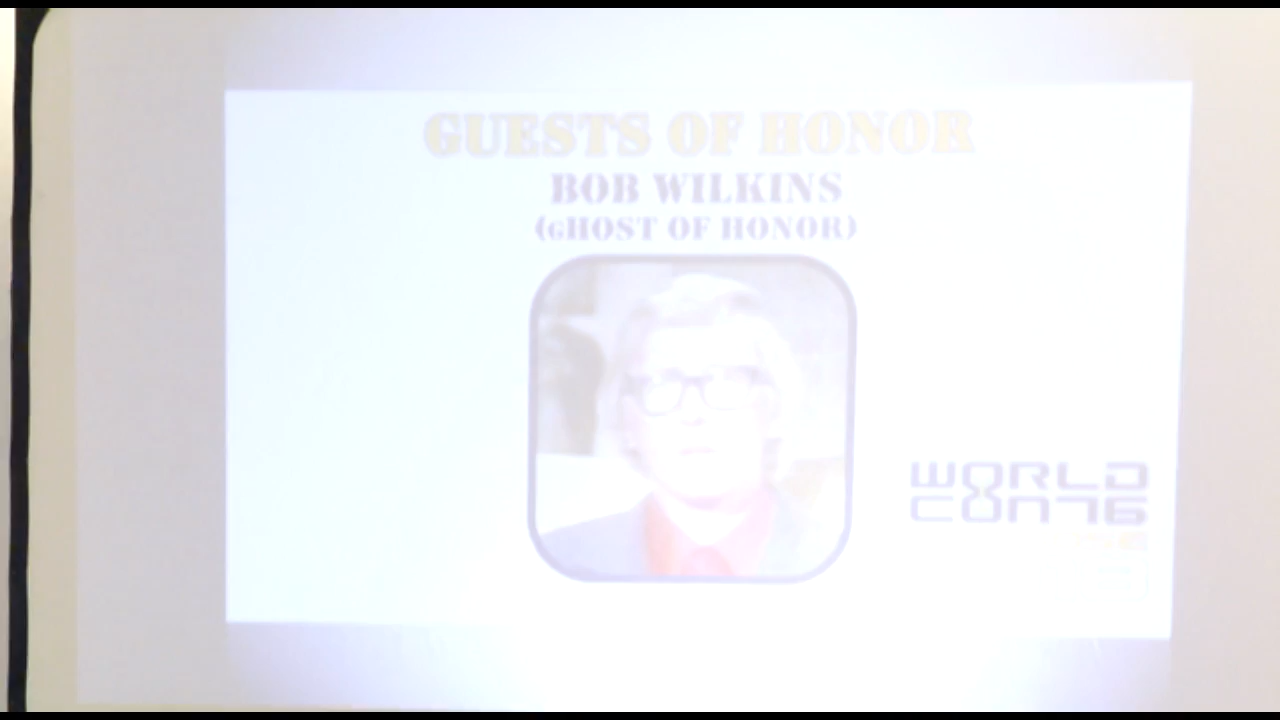 GUESTS OF HONOR
BOB WILKINS
(gHOST OF HONOR)
WORLD
CON76